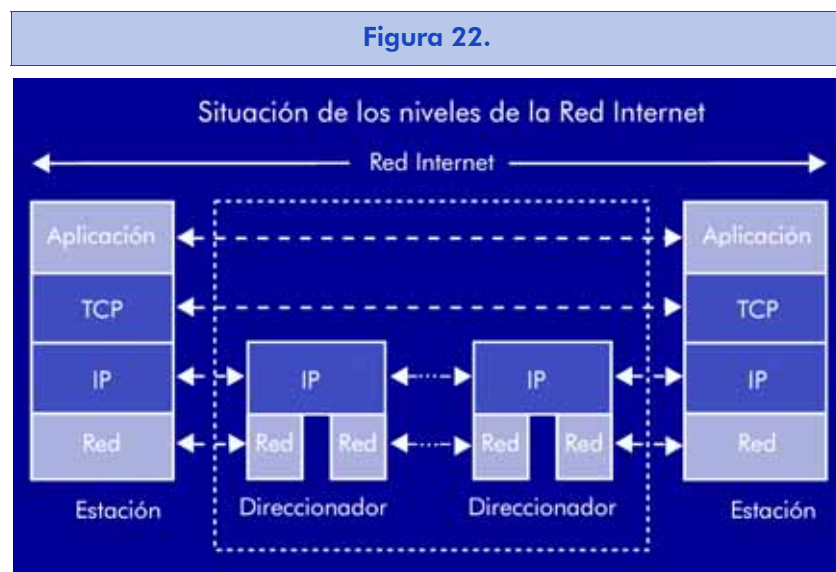 Figura 22.
Situación de los niveles de la Red Internet
Red Internet
Aplicación Aplicación
TCP TCP
IP IP IP IP
Red Red Red Red Red Red
Estación Direccionador Direccionador Estación